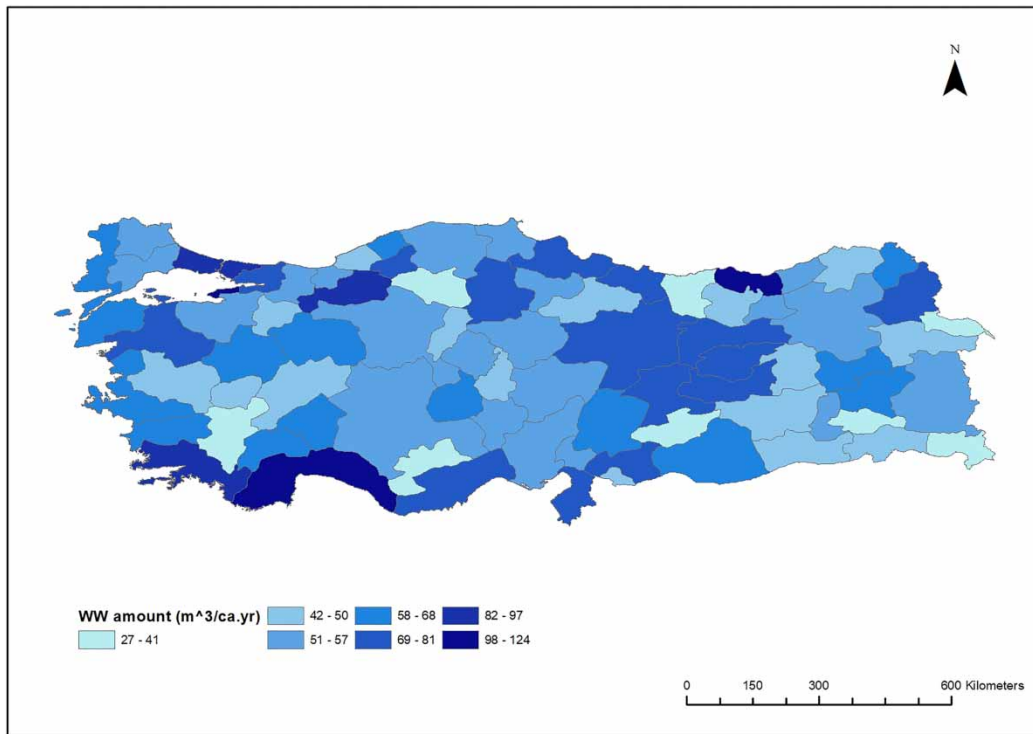 N
WW amount (m^3/ca.yr)
27 - 41
42 - 50
51 - 57
58 - 68
69 - 81
82 - 97
98 - 124
0 150 300 600 Kilometers